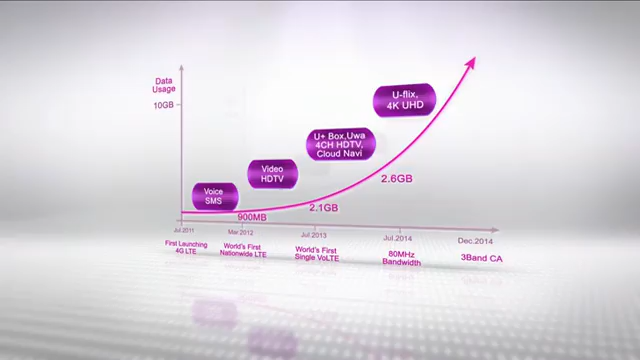 Data
Usage
10GB
U-flix,
4K UHD
U+ Box,Uwa
4CH HDTV,
Cloud Navi
Video
HDTV
Voice
SMS
2.6GB
2.1GB
900MB
Jul.2011
Mar.2012
Jul.2013
Jul.2014
Dec.2014
First Launching
4G LTE
World's First
Nationwide LTE
World's First
Single VoLTE
80MHz
Bandwidth
3Band CA